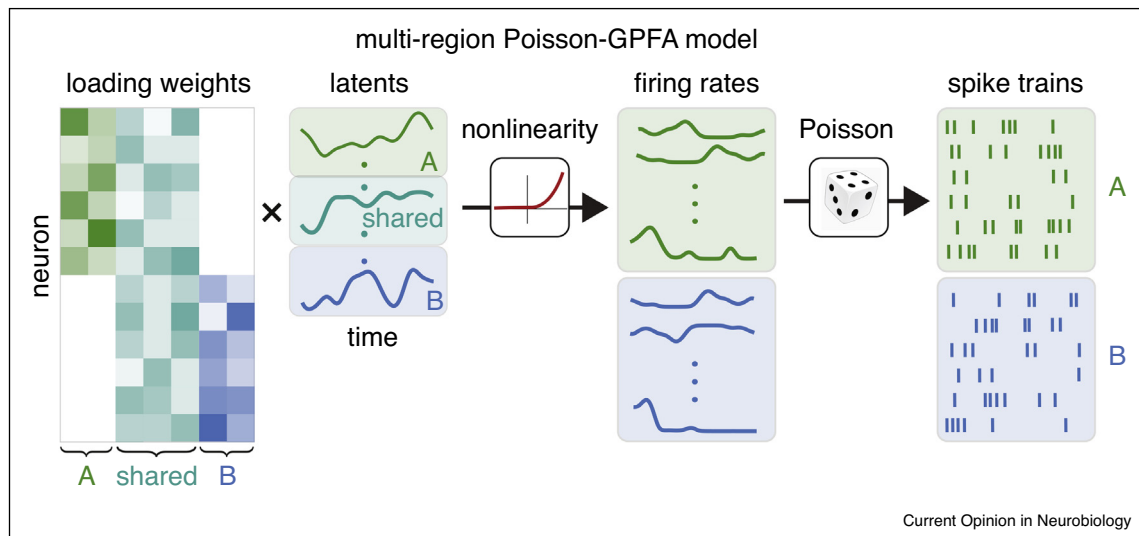 multi-region Poisson-GPFA model
loading weights
latents
firing rates
spike trains
nonlinearity
Poisson
neuron
×
A
shared
B
time
A
B
A shared B
Current Opinion in Neurobiology